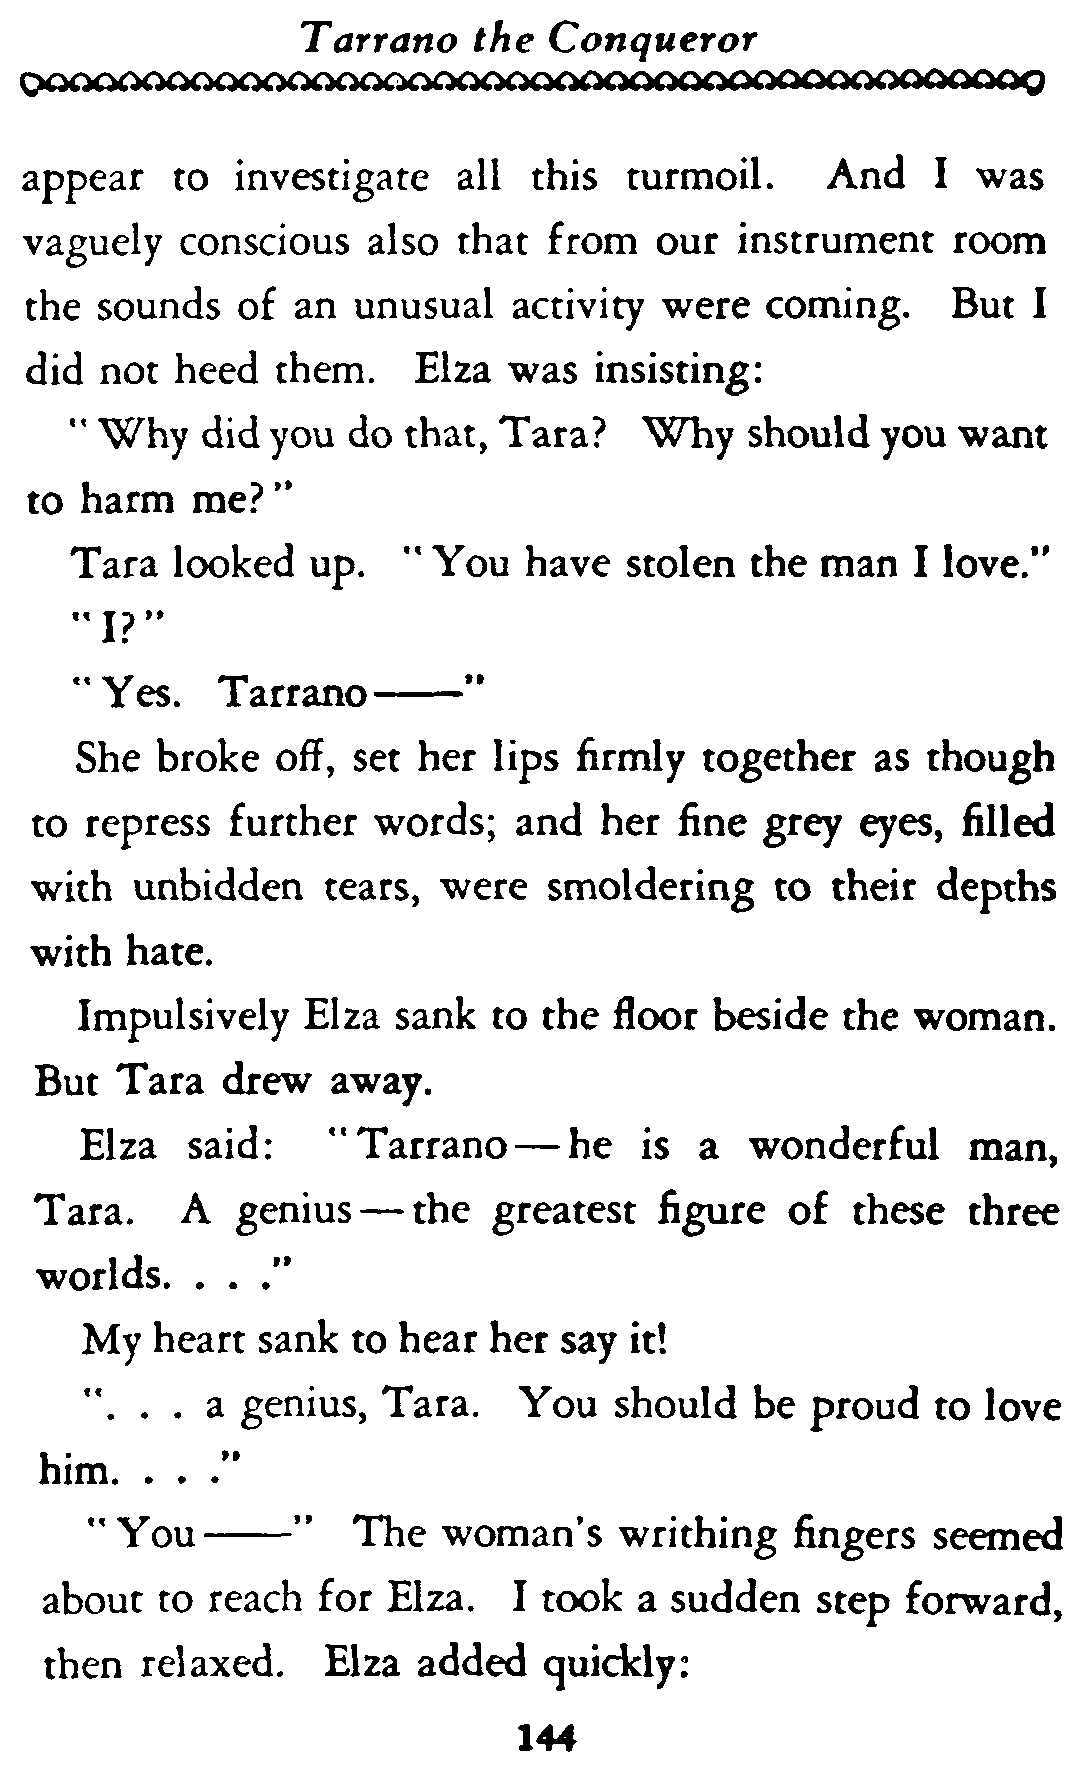 Tarrano the Conqueror
appear to investigate all this turmoil. And I was
vaguely conscious also that from our instrument room
the sounds of an unusual activity were coming. But I
did not heed them. Elza was insisting:
"Why did you do that, Tara? Why should you want
to harm me?"
Tara looked up. "You have stolen the man I love."
"I?"
"Yes. Tarrano——"
She broke off, set her lips firmly together as though
to repress further words; and her fine grey eyes, filled
with unbidden tears, were smoldering to their depths
with hate.
Impulsively Elza sank to the floor beside the woman.
But Tara drew away.
Elza said: "Tarrano—he is a wonderful man,
Tara. A genius—the greatest figure of these three
worlds. . . ."
My heart sank to hear her say it!
". . . a genius, Tara. You should be proud to love
him. . . ."
"You——" The woman's writhing fingers seemed
about to reach for Elza. I took a sudden step forward,
then relaxed. Elza added quickly:
144